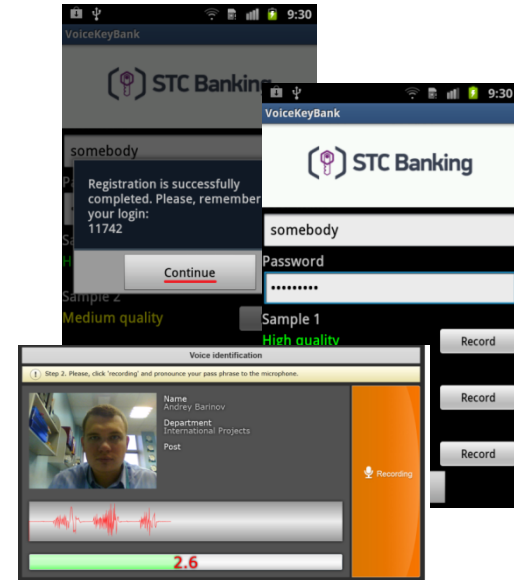 9:30
VoiceKeyBank
STC Banking
somebody
Registration is successfully
completed. Please, remember
your login:
11742
Continue
Sample 2
Medium quality
9:30
VoiceKeyBank
STC Banking
somebody
Password
•••••••••
Sample 1
High quality
Record
Record
Record
Voice identification
Step 2. Please, click 'recording' and pronounce your pass phrase to the microphone.
Name
Andrey Barinov
Department
International Projects
Post
Recording
2.6